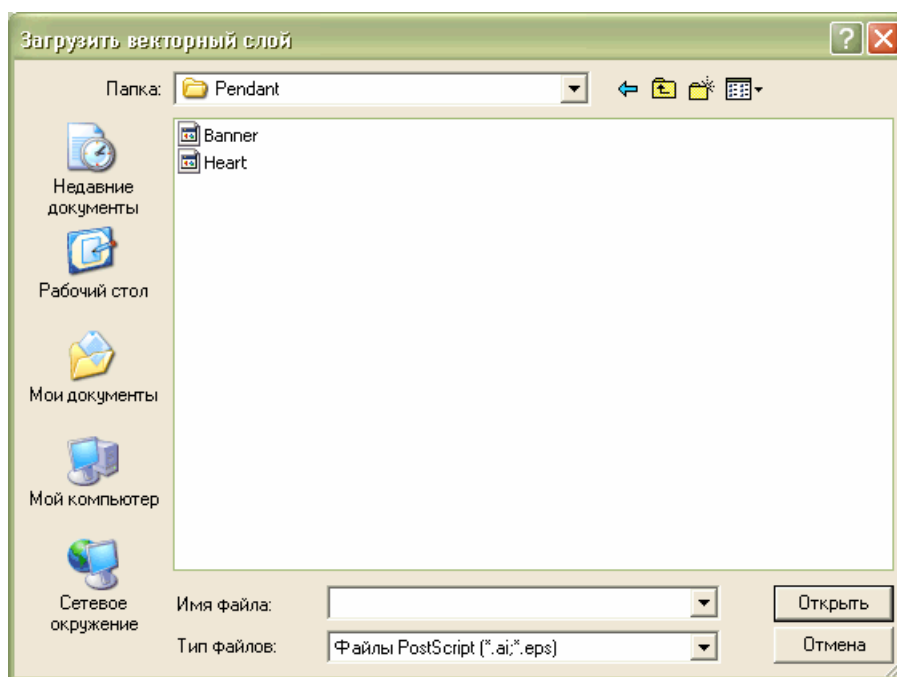 Загрузить векторный слой
Папка: Pendant
Banner
Heart
Недавние
документы
Рабочий стол
Мои документы
Мой компьютер
Сетевое
окружение
Имя файла:
Открыть
Тип файлов: Файлы PostScript (*.ai;*.eps)
Отмена